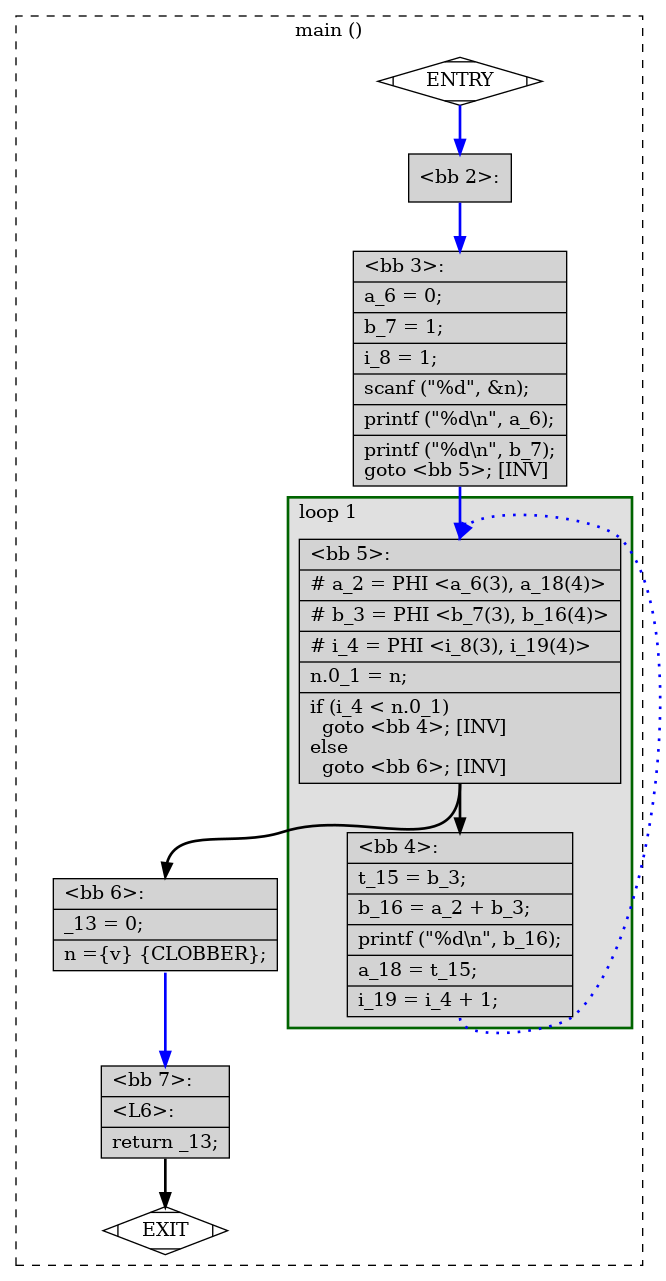 main ()
ENTRY
<bb 2>:
<bb 3>:
a_6 = 0;
b_7 = 1;
i_8 = 1;
scanf ("%d", &n);
printf ("%d\n", a_6);
printf ("%d\n", b_7);
goto <bb 5>; [INV]
loop 1
<bb 5>:
# a_2 = PHI <a_6(3), a_18(4)>
# b_3 = PHI <b_7(3), b_16(4)>
# i_4 = PHI <i_8(3), i_19(4)>
n.0_1 = n;
if (i_4 < n.0_1)
  goto <bb 4>; [INV]
else
  goto <bb 6>; [INV]
<bb 4>:
t_15 = b_3;
b_16 = a_2 + b_3;
printf ("%d\n", b_16);
a_18 = t_15;
i_19 = i_4 + 1;
<bb 6>:
_13 = 0;
n ={v} {CLOBBER};
<bb 7>:
<L6>:
return _13;
EXIT